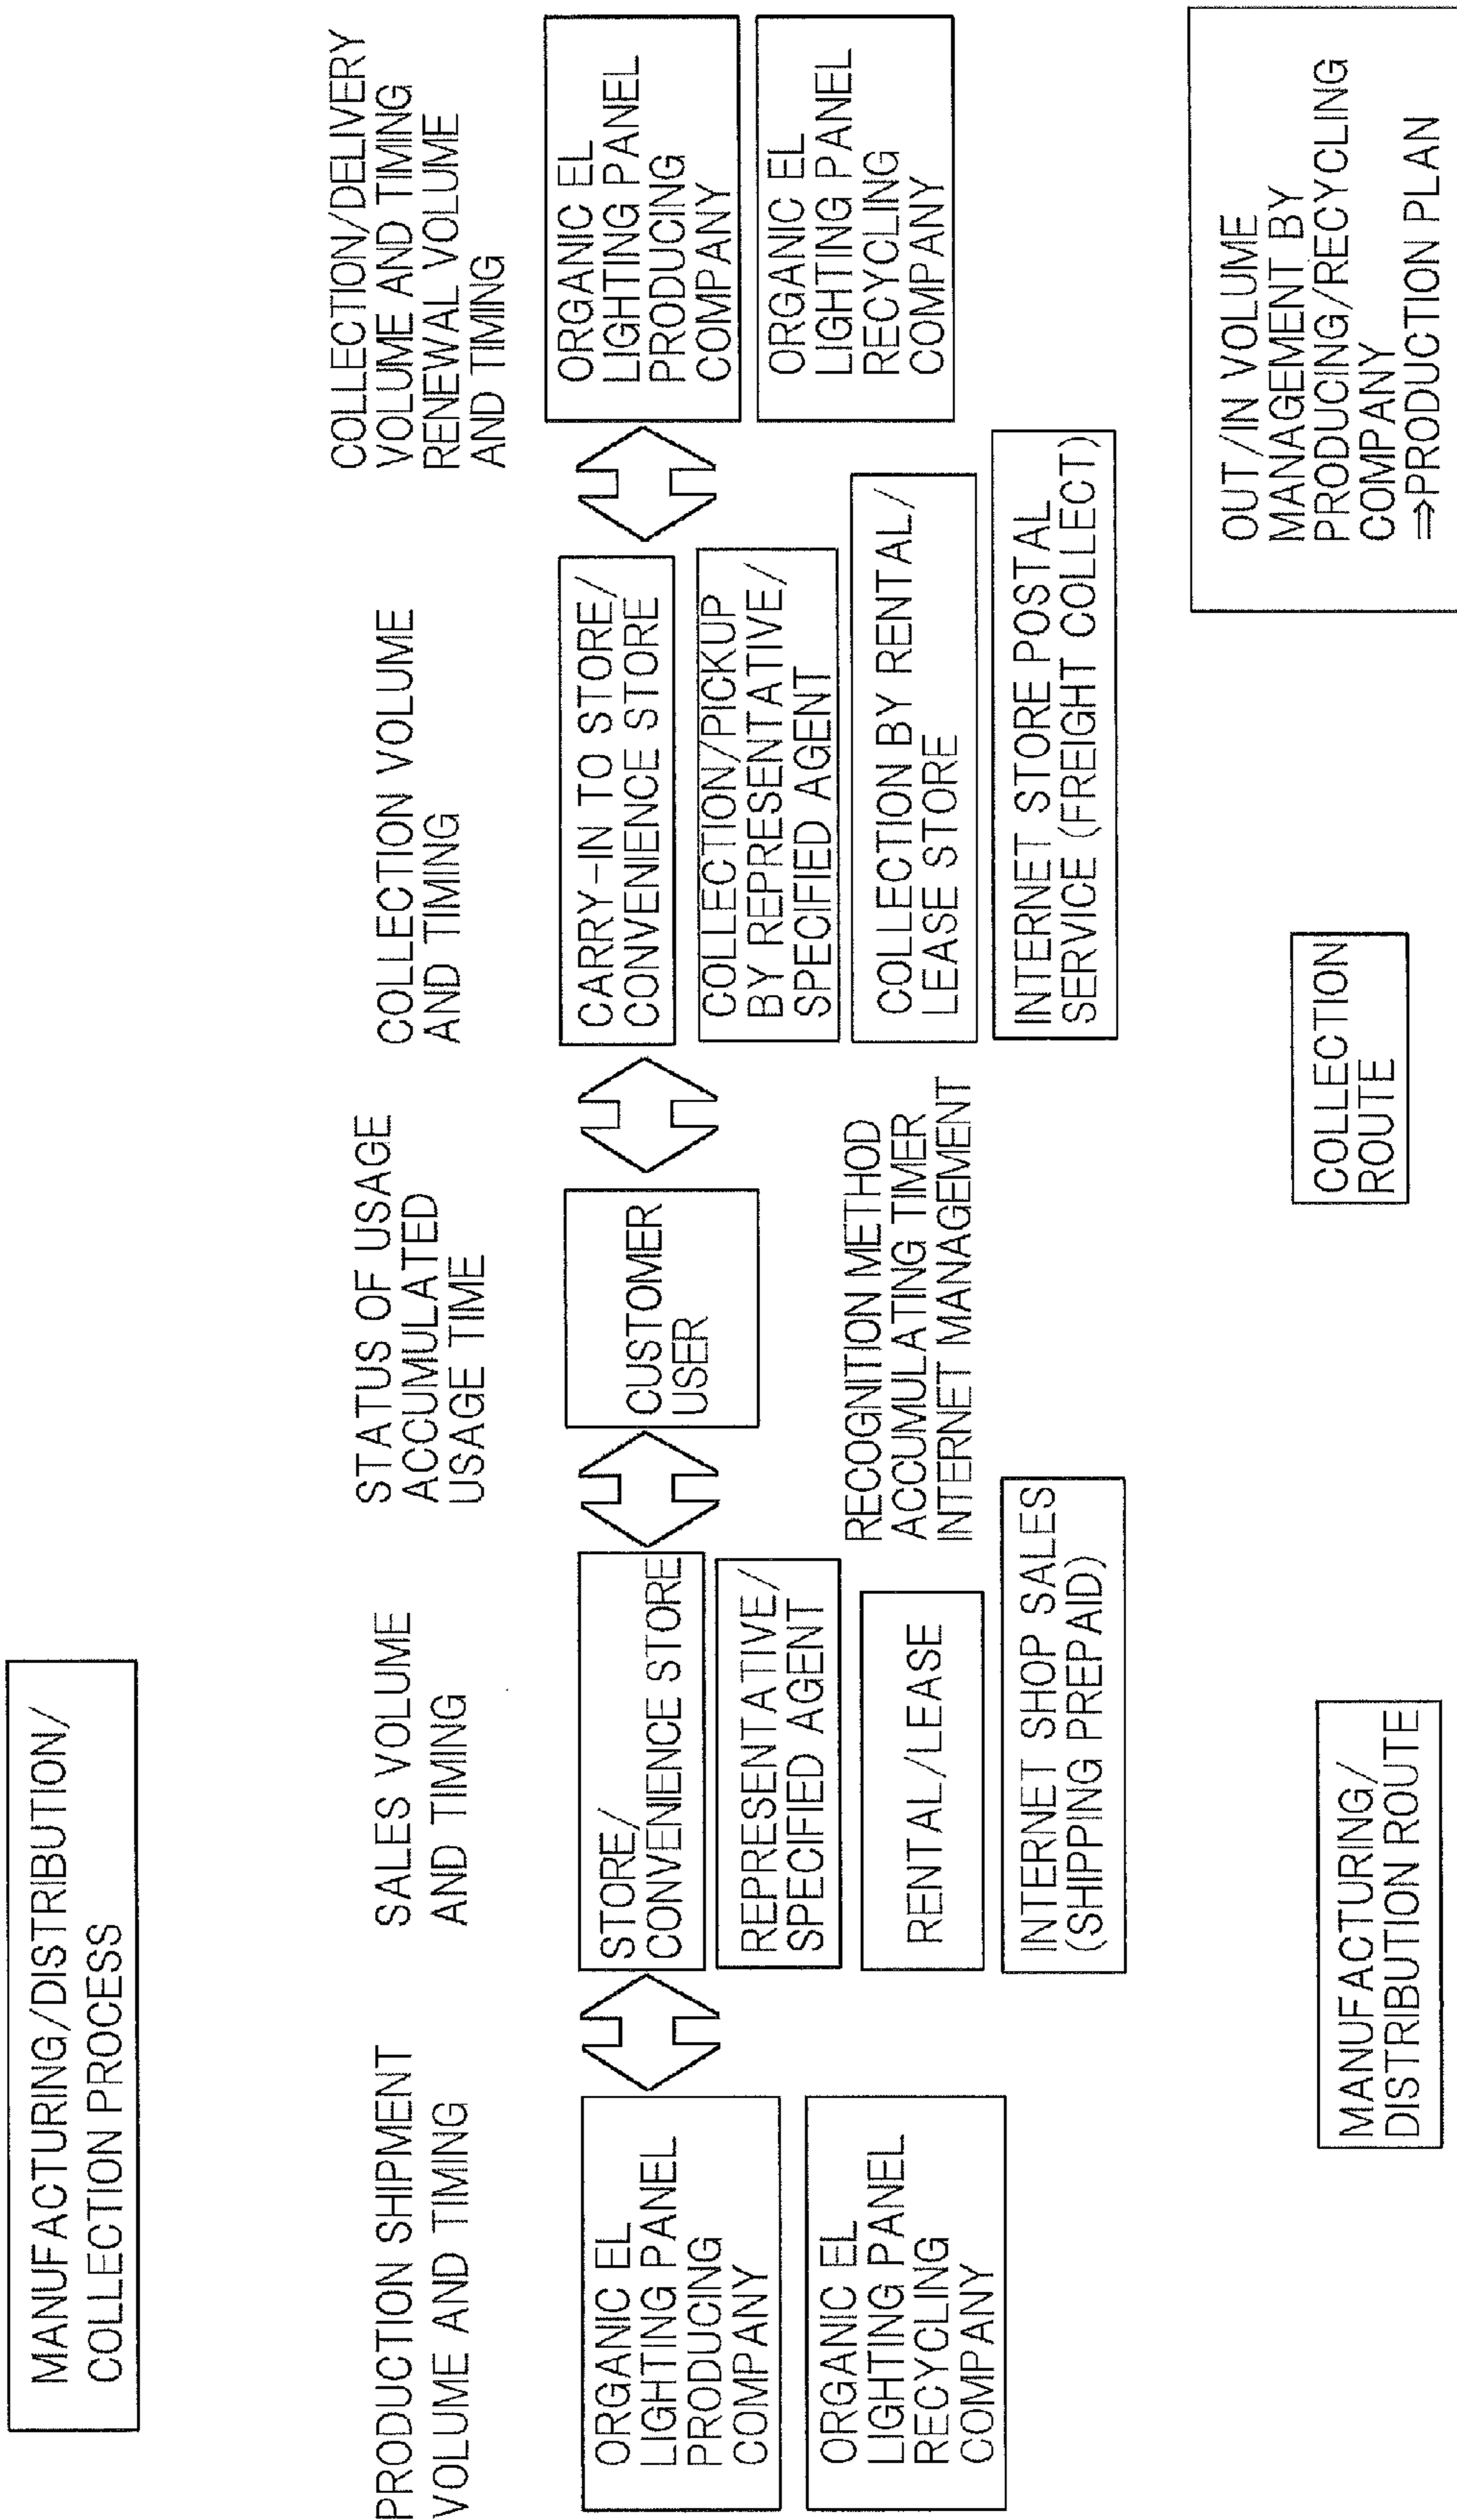 MANUFACTURING/DISTRIBUTION/
COLLECTION PROCESS
PRODUCTION SHIPMENT
VOLUME AND TIMING
SALES VOLUME
AND TIMING
STATUS OF USAGE
ACCUMULATED
USAGE TIME
COLLECTION VOLUME
AND TIMING
COLLECTION/DELIVERY
VOLUME AND TIMING
RENEWAL VOLUME
AND TIMING
ORGANIC EL
LIGHTING PANEL
PRODUCING
COMPANY
ORGANIC EL
LIGHTING PANEL
RECYCLING
COMPANY
STORE/
CONVENIENCE STORE
REPRESENTATIVE/
SPECIFIED AGENT
RENTAL/LEASE
INTERNET SHOP SALES
(SHIPPING PREPAID)
CUSTOMER
USER
RECOGNITION METHOD
ACCUMULATING TIMER
INTERNET MANAGEMENT
CARRY-IN TO STORE/
CONVENIENCE STORE
COLLECTION/PICKUP
BY REPRESENTATIVE/
SPECIFIED AGENT
COLLECTION BY RENTAL/
LEASE STORE
INTERNET STORE POSTAL
SERVICE (FREIGHT COLLECT)
ORGANIC EL
LIGHTING PANEL
PRODUCING
COMPANY
ORGANIC EL
LIGHTING PANEL
RECYCLING
COMPANY
MANUFACTURING/
DISTRIBUTION ROUTE
COLLECTION
ROUTE
OUT/IN VOLUME
MANAGEMENT BY
PRODUCING/RECYCLING
COMPANY
⇒PRODUCTION PLAN